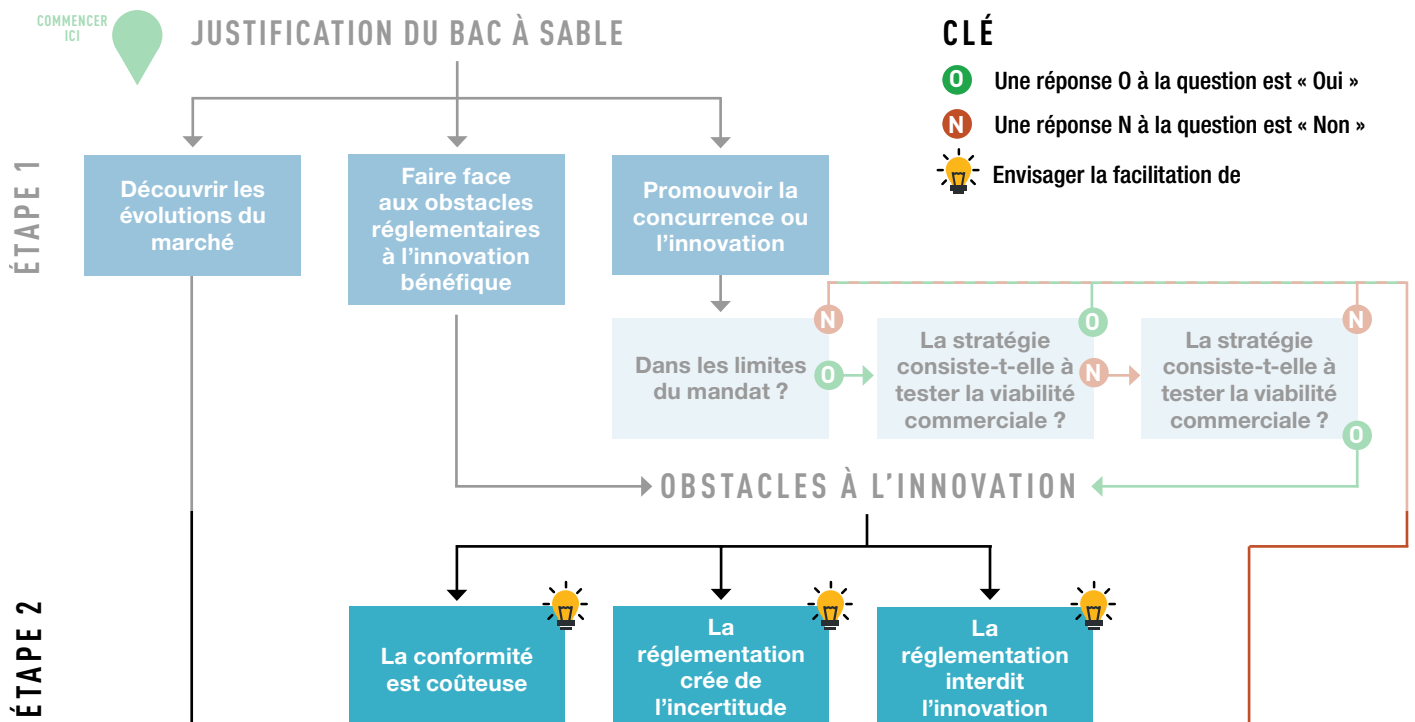 COMMENCER
ICI
JUSTIFICATION DU BAC À SABLE
CLÉ
O Une réponse O à la question est « Oui »
N Une réponse N à la question est « Non »
Envisager la facilitation de
ÉTAPE 1
Découvrir les
évolutions du
marché
Faire face
aux obstacles
réglementaires
à l’innovation
bénéfique
Promouvoir la
concurrence ou
l’innovation
N
Dans les limites
du mandat ?
O
O
La stratégie
consiste-t-elle à
tester la viabilité
commerciale ?
N
N
La stratégie
consiste-t-elle à
tester la viabilité
commerciale ?
O
OBSTACLES À L’INNOVATION
ÉTAPE 2
La conformité
est coûteuse
La
réglementation
crée de
l’incertitude
La
réglementation
interdit
l’innovation